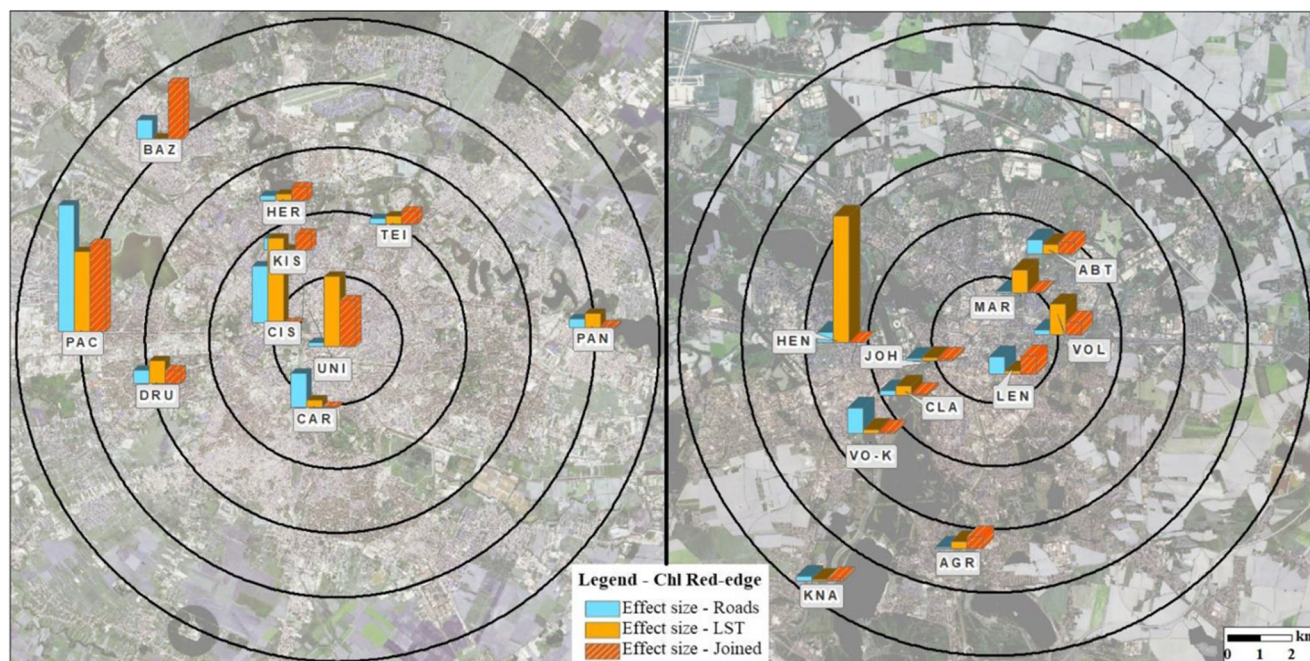 BAZ
HER
TEI
KIS
PAC
CIS
PAN
UNI
DRU
CAR
ABT
MAR
HEN
VOL
JOH
LEN
CLA
VO-K
AGR
KNA
Legend - Chl Red-edge
Effect size - Roads
Effect size - LST
Effect size - Joined
km
0 1 2